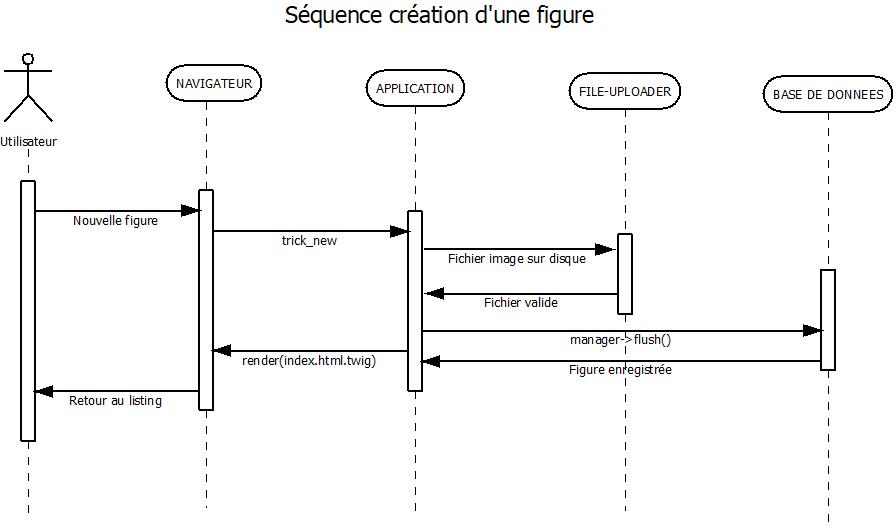 Séquence création d'une figure
NAVIGATEUR
APPLICATION
FILE-UPLOADER
BASE DE DONNEES
Utilisateur
Nouvelle figure
trick_new
Fichier image sur disque
Fichier valide
manager->flush()
render(index.html.twig)
Figure enregistrée
Retour au listing